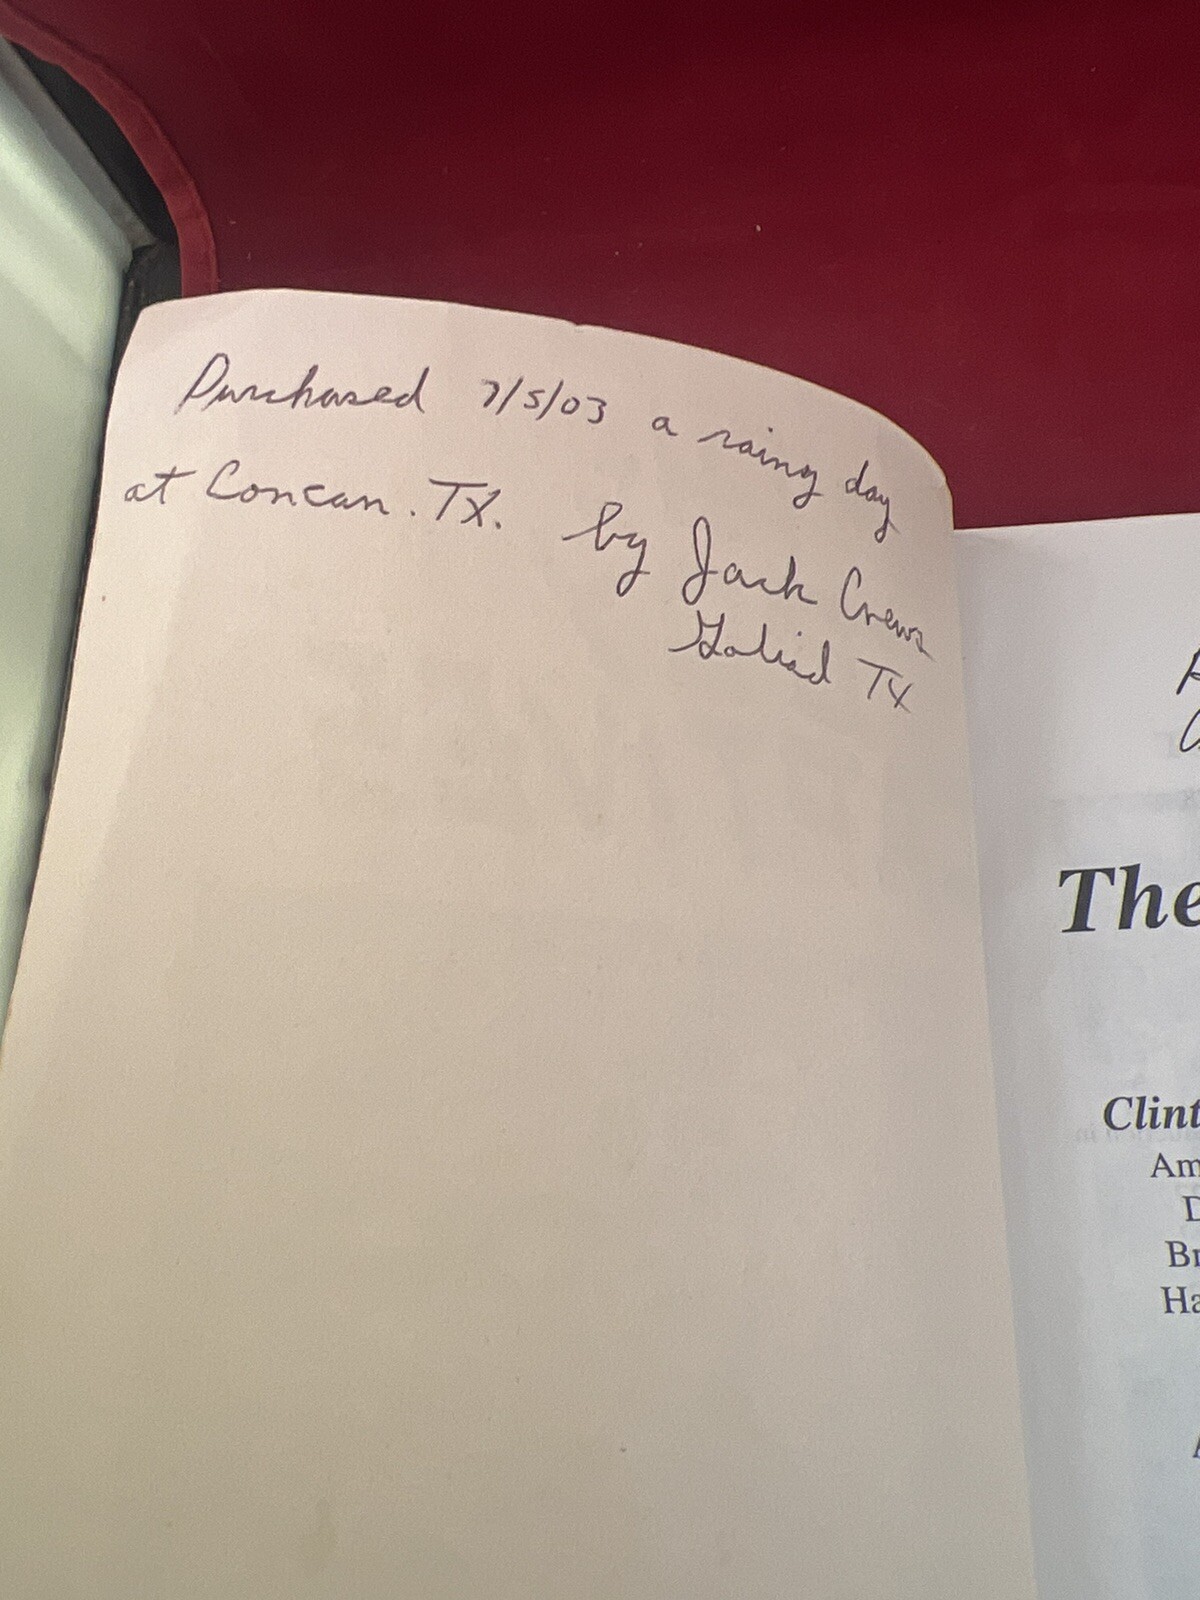 Purchased 7/5/03 a rainy day
at Concan. TX. by Jack Crews
Goliad TX
The
Clint
Am
D
Br
Ha